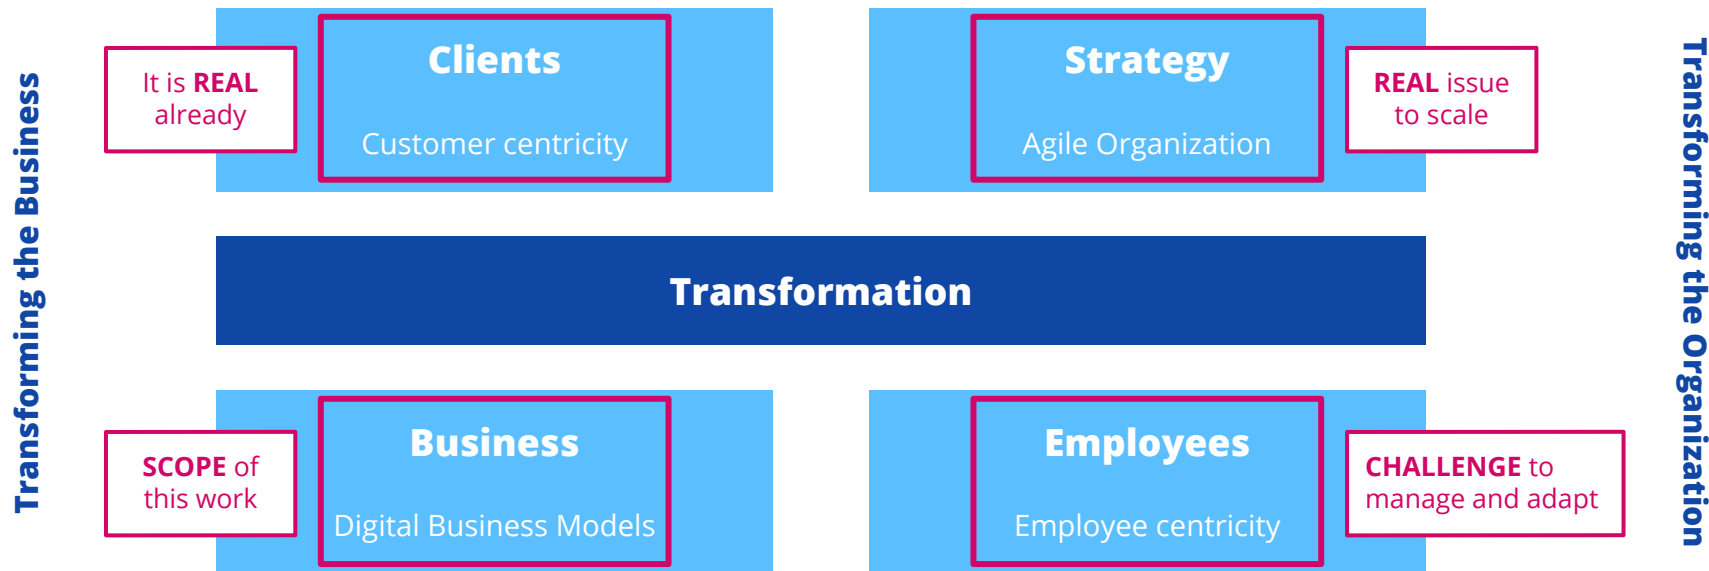 Transforming the Business
It is REAL
already
Clients
Customer centricity
Strategy
Agile Organization
REAL issue
to scale
Transformation
SCOPE of
this work
Business
Digital Business Models
Employees
Employee centricity
CHALLENGE to
manage and adapt
Transforming the Organization